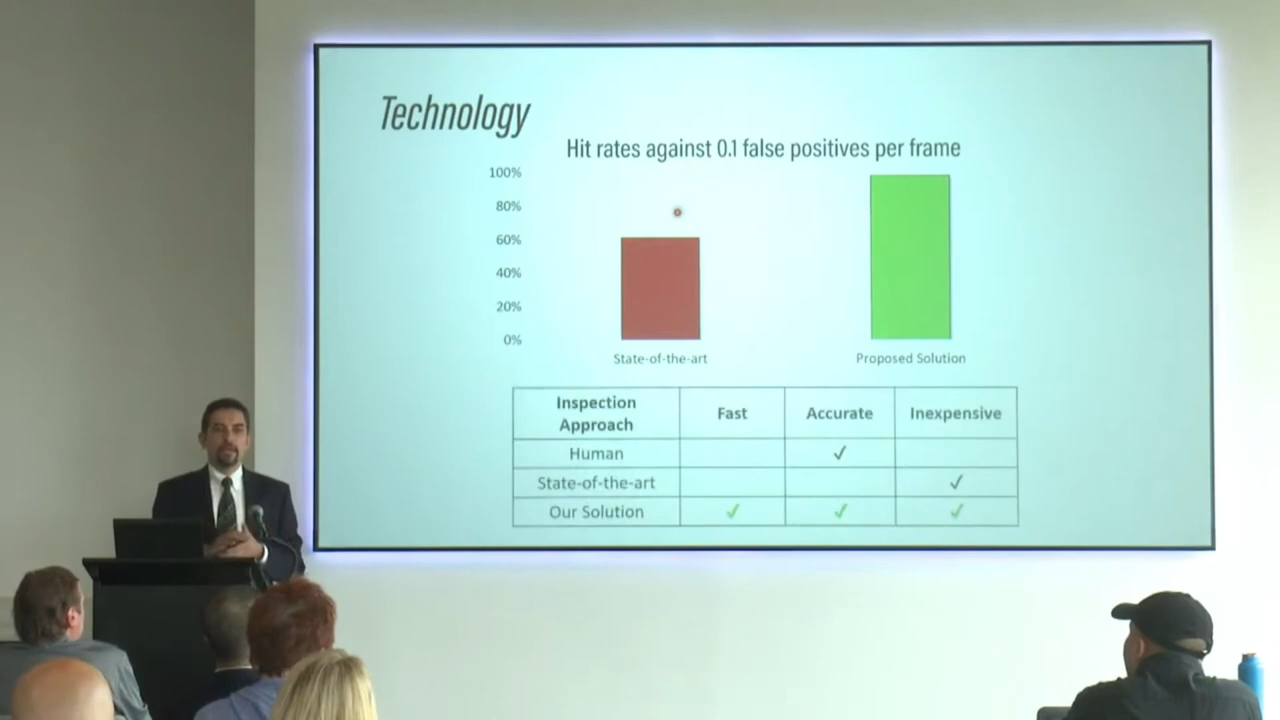 Technology
Hit rates against 0.1 false positives per frame
100%
80%
60%
40%
20%
0%
State-of-the-art
Proposed Solution
Inspection Approach
Fast
Accurate
Inexpensive
Human
✓
State-of-the-art
✓
Our Solution
✓
✓
✓